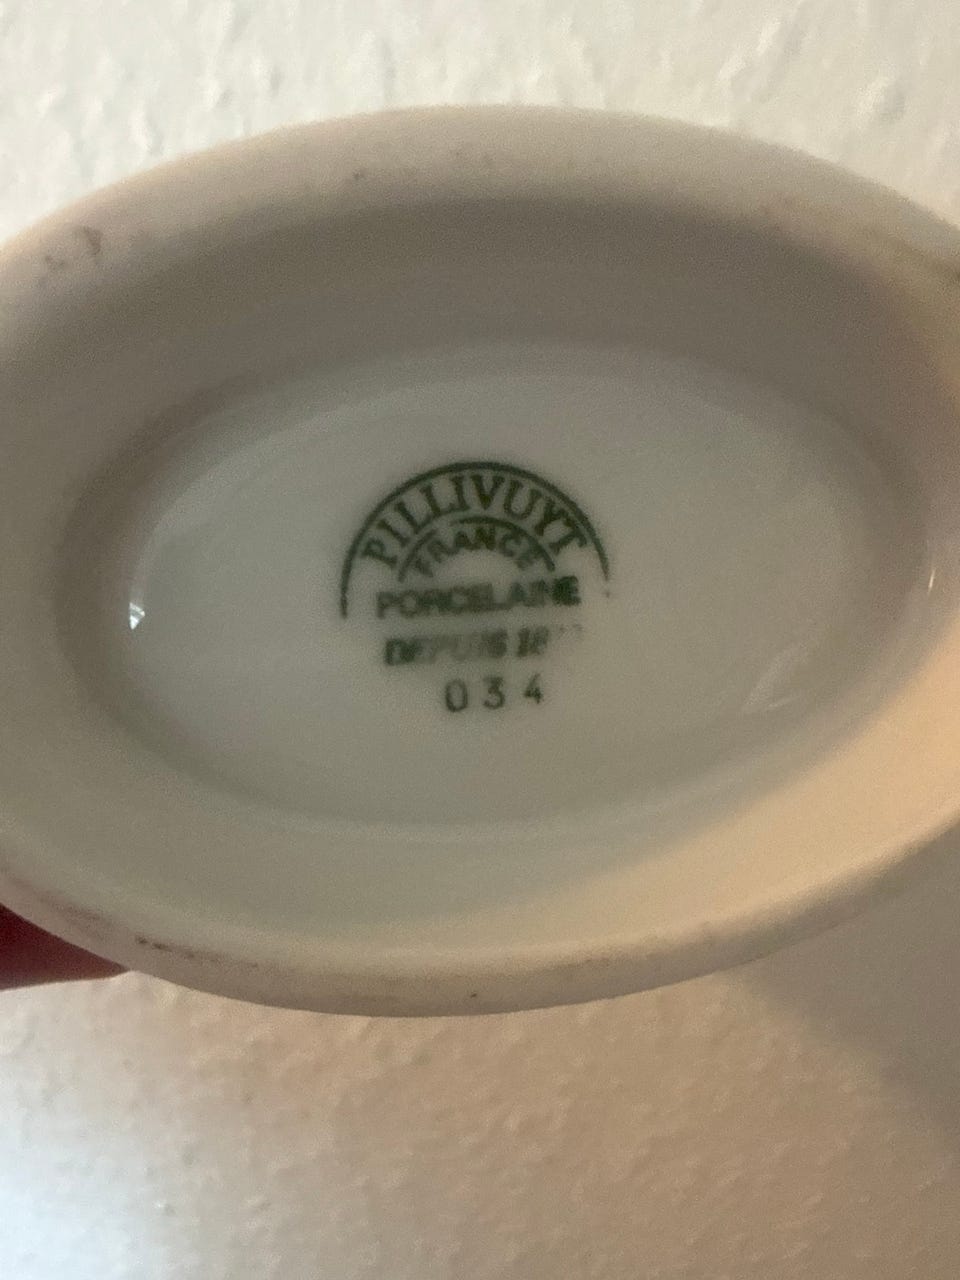 PILLIVUYT
FRANCE
PORCELAINE
DEPUIS
034